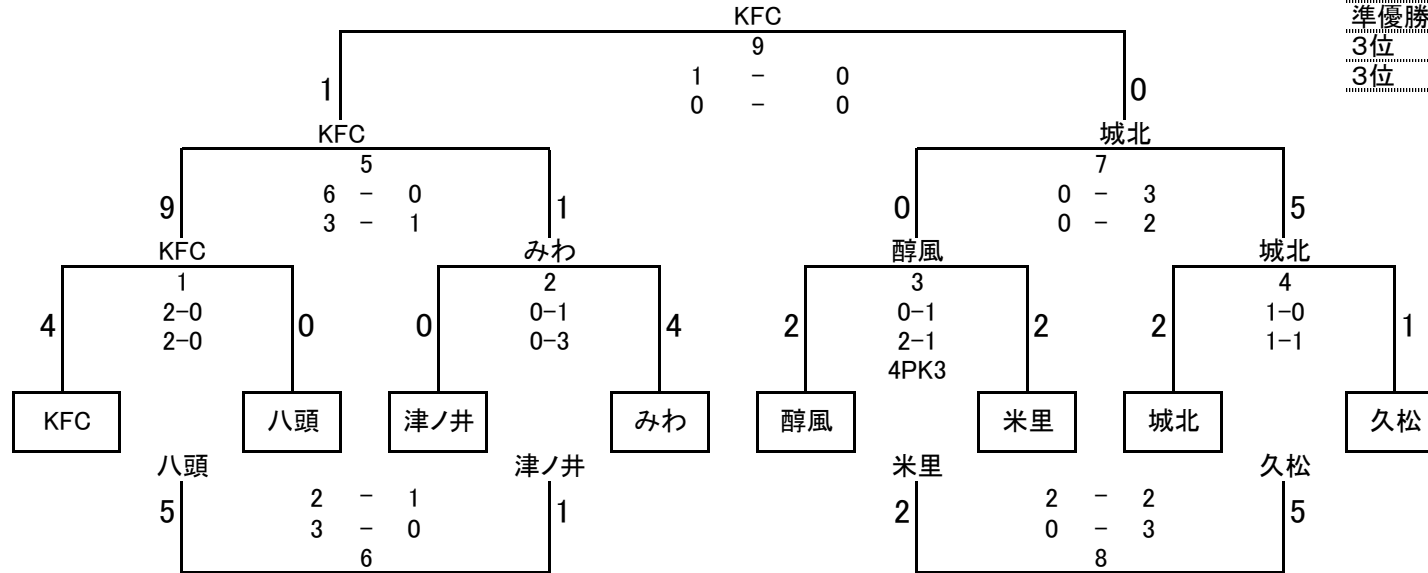 KFC
準優勝
9
3位
1 - 0
3位
1
0
0 - 0
KFC
城北
5
7
6 - 0
0 - 3
9
1
0
5
3 - 1
0 - 2
KFC
みわ
醇風
城北
1
2
3
4
2-0
0-1
0-1
1-0
4
0
0
4
2
2
2
1
2-0
0-3
2-1
1-1
4PK3
KFC
八頭
津ノ井
みわ
醇風
米里
城北
久松
八頭
津ノ井
米里
久松
2 - 1
2 - 2
5
1
2
5
3 - 0
0 - 3
6
8